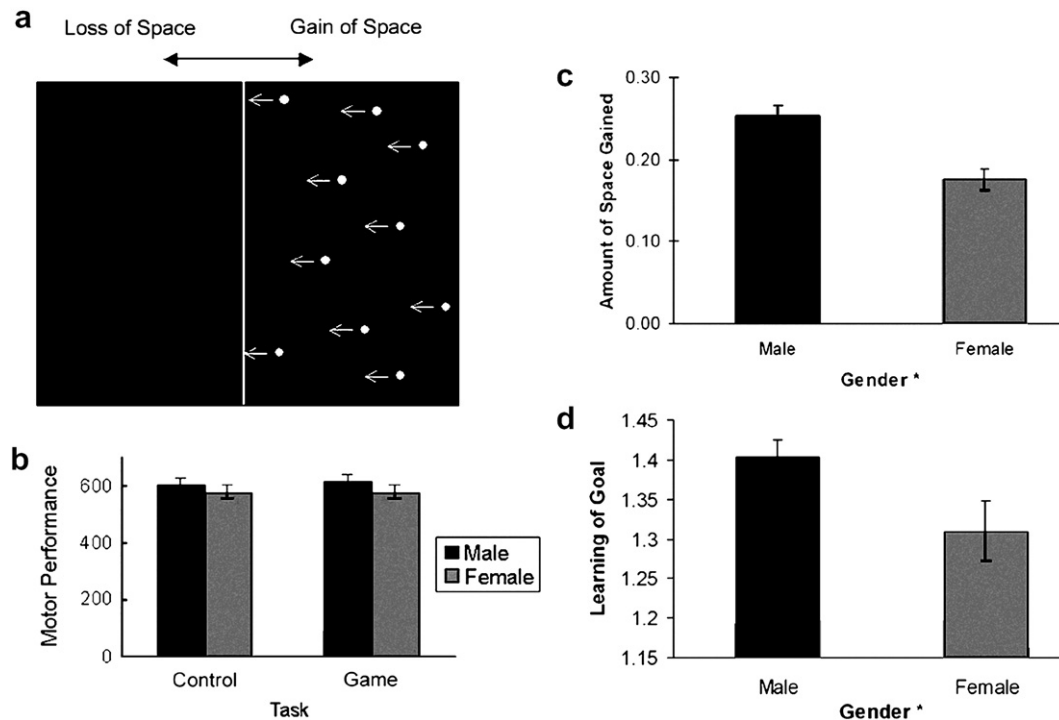 a
Loss of Space Gain of Space
b
Motor Performance
600
400
200
0
Control Game
Task
Male
Female
c
Amount of Space Gained
0.30
0.20
0.10
0.00
Male Female
Gender *
d
Learning of Goal
1.45
1.4
1.35
1.3
1.25
1.2
1.15
Male Female
Gender *